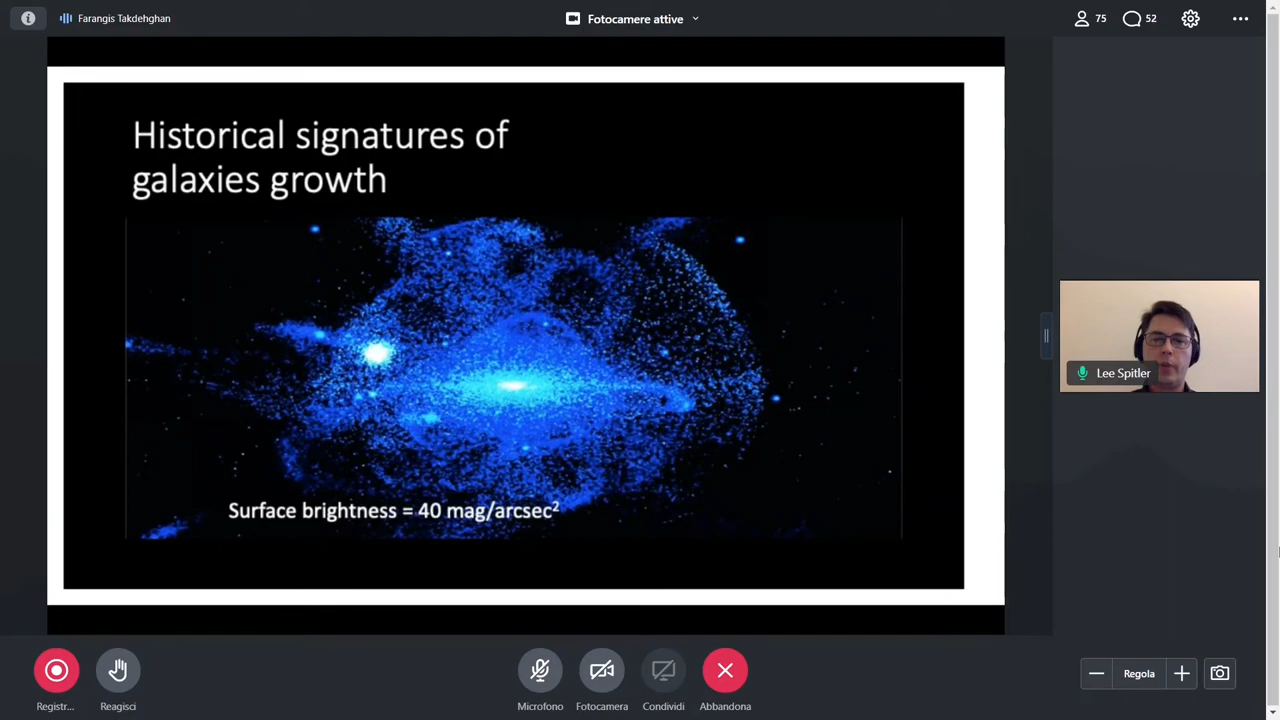 Farangis Takdehghan
Fotocamere attive
75
52
Historical signatures of
galaxies growth
Surface brightness = 40 mag/arcsec²
Lee Spitler
Registr...
Reagisci
Microfono
Fotocamera
Condividi
Abbandona
Regola